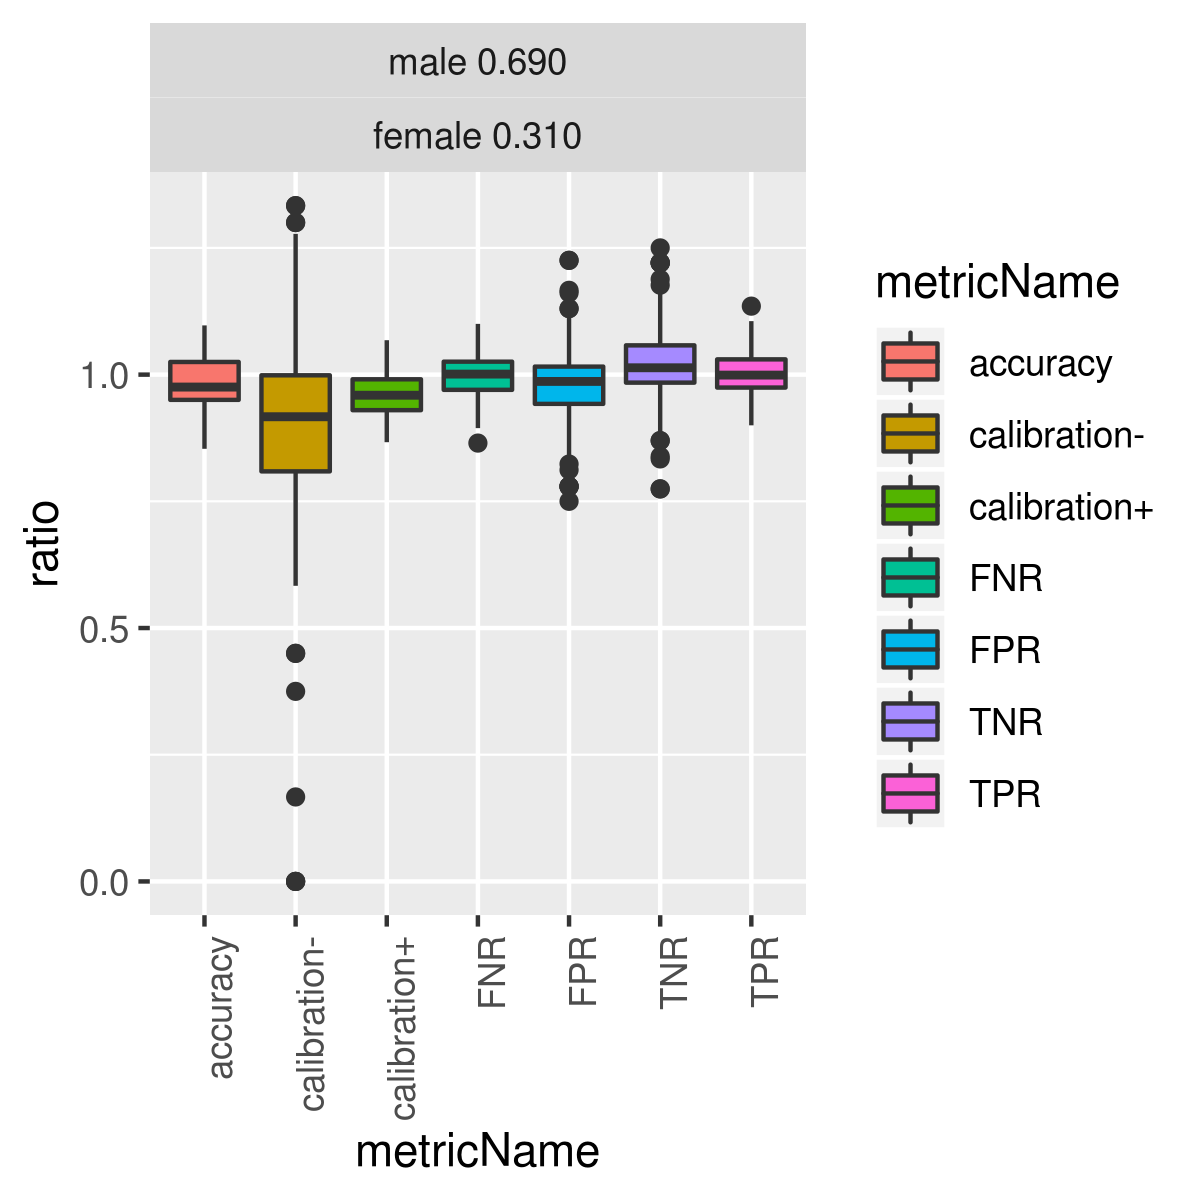 male 0.690
female 0.310
ratio
1.0
0.5
0.0
accuracy
calibration-
calibration+
FNR
FPR
TNR
TPR
metricName
metricName
accuracy
calibration-
calibration+
FNR
FPR
TNR
TPR